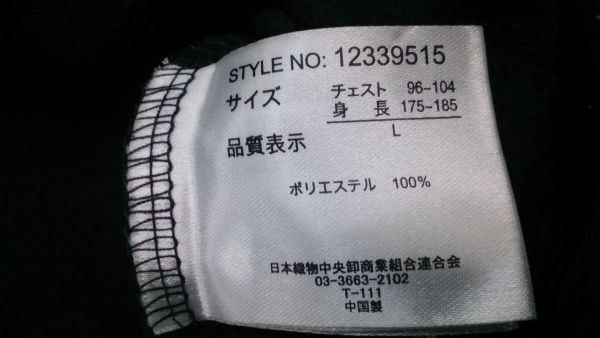 STYLE NO: 12339515
サイズ チェスト 96~104
身 長 175~185
L
品質表示
ポリエステル 100%
日本織物中央卸商業組合連合会
03-3663-2102
T-111
中国製